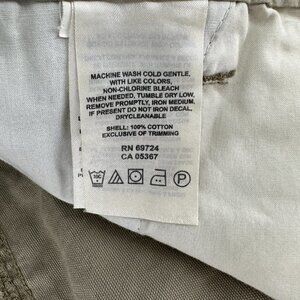 MACHINE WASH COLD GENTLE,
WITH LIKE COLORS,
NON-CHLORINE BLEACH
WHEN NEEDED, TUMBLE DRY LOW,
REMOVE PROMPTLY, IRON MEDIUM,
IF PRESENT DO NOT IRON DECAL,
DRYCLEANABLE
SHELL: 100% COTTON
EXCLUSIVE OF TRIMMING
RN 69724
CA 05367
30C P